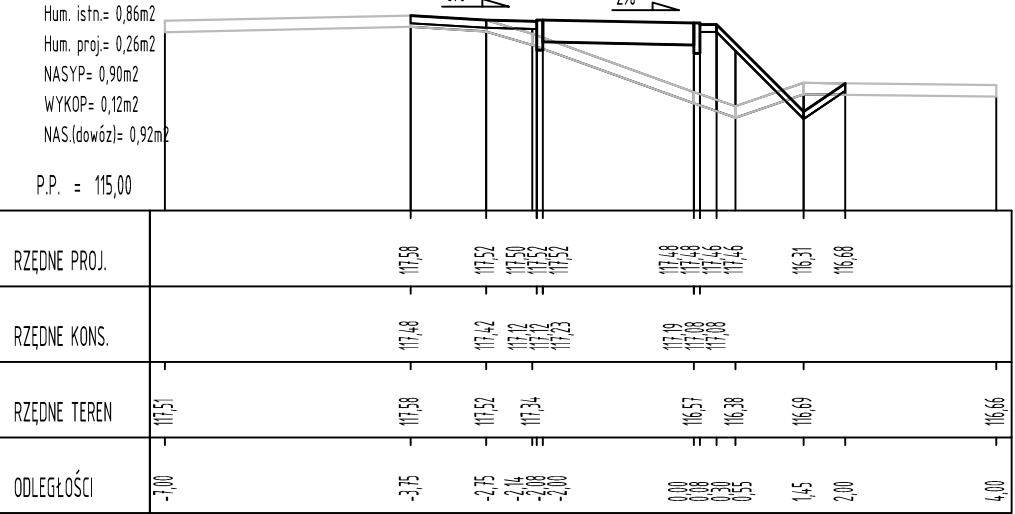 Hum. istn.= 0,86m2
Hum. proj.= 0,26m2
NASYP= 0,90m2
WYKOP= 0,12m2
NAS.(dowóz)= 0,92m2
P.P. = 115,00
RZĘDNE PROJ. 117,58 117,52 117,50 117,52 117,52 117,48 117,48 117,46 117,46 116,31 116,68
RZĘDNE KONS. 117,48 117,42 117,12 117,12 117,23 117,19 117,08 117,08
RZĘDNE TEREN 117,51 117,58 117,52 117,34 116,57 116,38 116,69 116,66
ODLEGŁOŚCI -7,00 -3,75 -2,75 -2,14 -2,08 -2,00 0,00 0,08 0,30 0,55 1,45 2,00 4,00